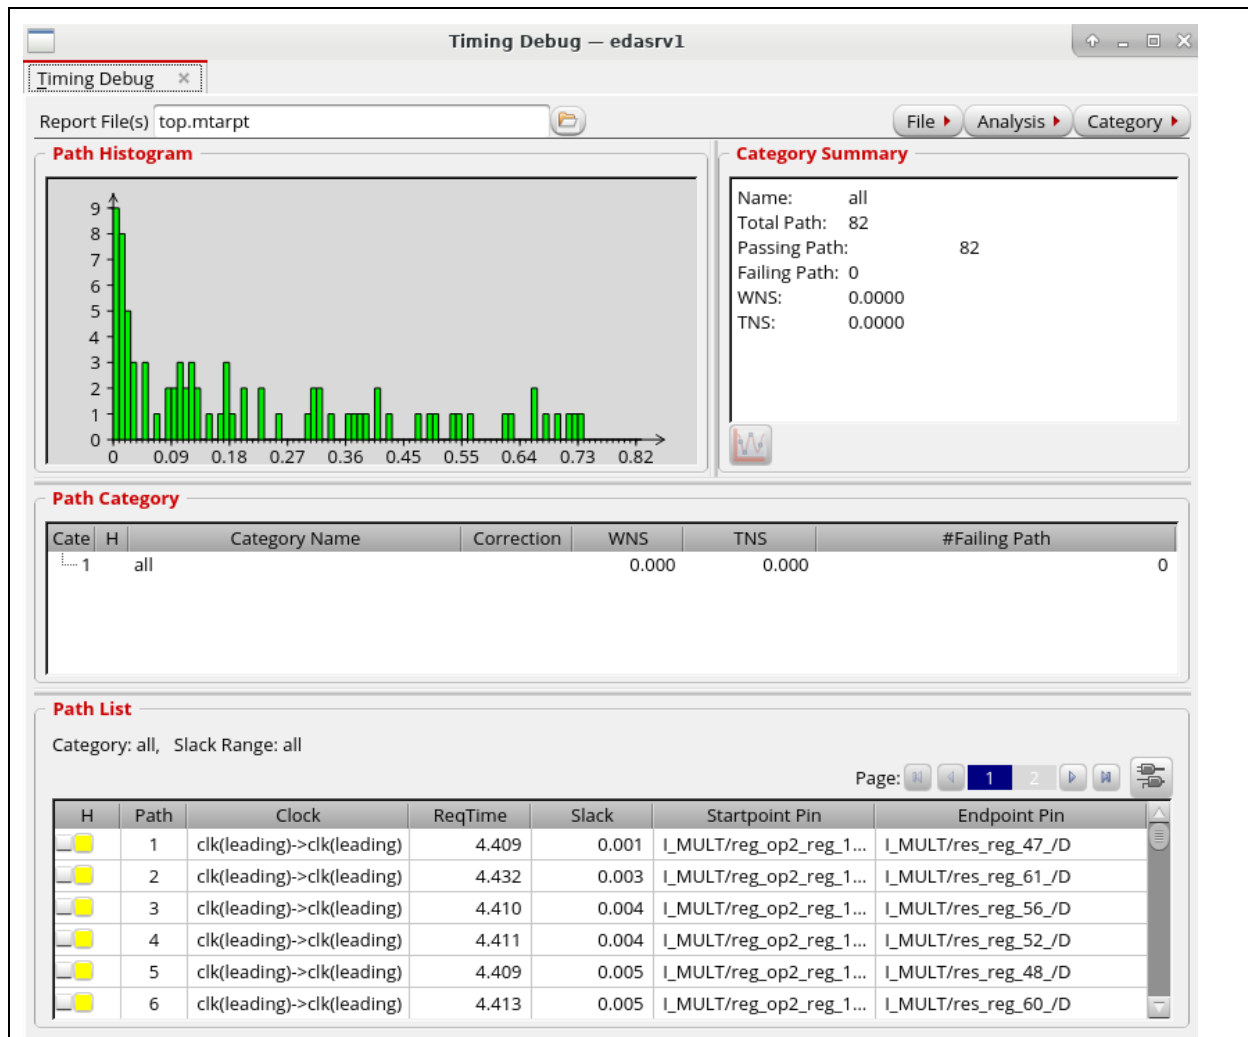 Timing Debug — edasrv1
Timing Debug
Report File(s) top.mtarpt File Analysis Category
Path Histogram
9
8
7
6
5
4
3
2
1
0
0 0.09 0.18 0.27 0.36 0.45 0.55 0.64 0.73 0.82
Category Summary
Name: all
Total Path: 82
Passing Path: 82
Failing Path: 0
WNS: 0.0000
TNS: 0.0000
Path Category
Cate H Category Name Correction WNS TNS #Failing Path
1 all 0.000 0.000 0
Path List
Category: all, Slack Range: all
Page: 1 2
H Path Clock ReqTime Slack Startpoint Pin Endpoint Pin
1 clk(leading)->clk(leading) 4.409 0.001 I_MULT/reg_op2_reg_1... I_MULT/res_reg_47_/D
2 clk(leading)->clk(leading) 4.432 0.003 I_MULT/reg_op2_reg_1... I_MULT/res_reg_61_/D
3 clk(leading)->clk(leading) 4.410 0.004 I_MULT/reg_op2_reg_1... I_MULT/res_reg_56_/D
4 clk(leading)->clk(leading) 4.411 0.004 I_MULT/reg_op2_reg_1... I_MULT/res_reg_52_/D
5 clk(leading)->clk(leading) 4.409 0.005 I_MULT/reg_op2_reg_1... I_MULT/res_reg_48_/D
6 clk(leading)->clk(leading) 4.413 0.005 I_MULT/reg_op2_reg_1... I_MULT/res_reg_60_/D